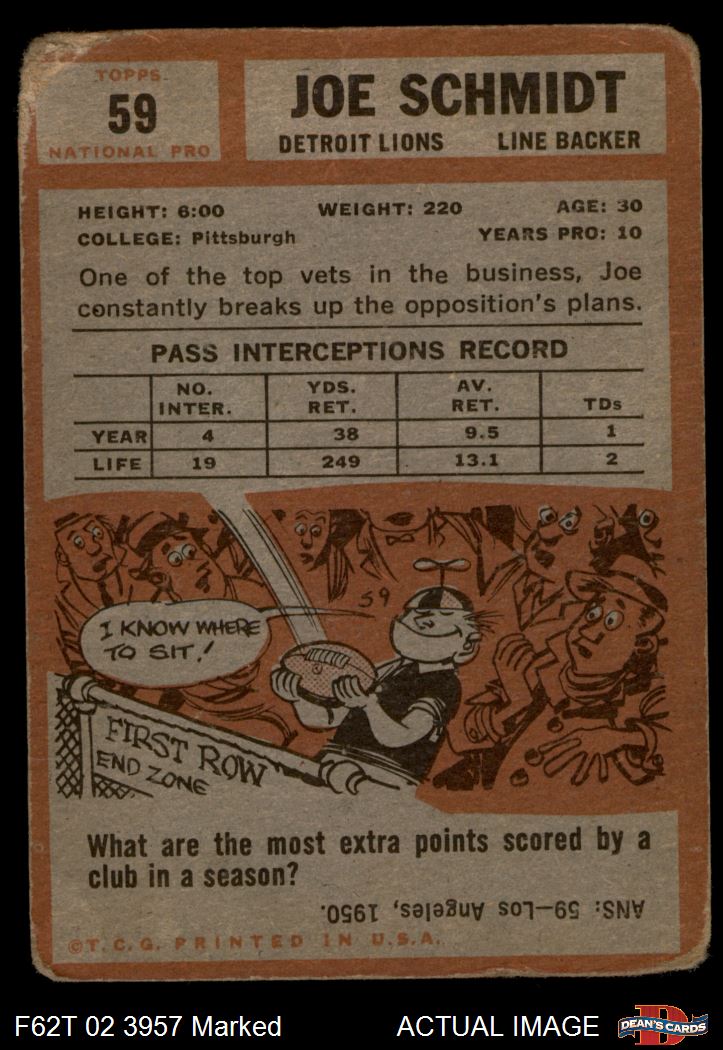 TOPPS
59
NATIONAL PRO
JOE SCHMIDT
DETROIT LIONS LINE BACKER
HEIGHT: 6:00 WEIGHT: 220 AGE: 30
COLLEGE: Pittsburgh YEARS PRO: 10
One of the top vets in the business, Joe
constantly breaks up the opposition's plans.
PASS INTERCEPTIONS RECORD
NO. INTER. YDS. RET. AV. RET. TDs
YEAR 4 38 9.5 1
LIFE 19 249 13.1 2
59
I KNOW WHERE
TO SIT!
FIRST ROW
END ZONE
What are the most extra points scored by a
club in a season?
ANS: 59—Los Angeles, 1950.
©T.C.G. PRINTED IN U.S.A.
F62T 02 3957 Marked ACTUAL IMAGE DEAN'S CARDS